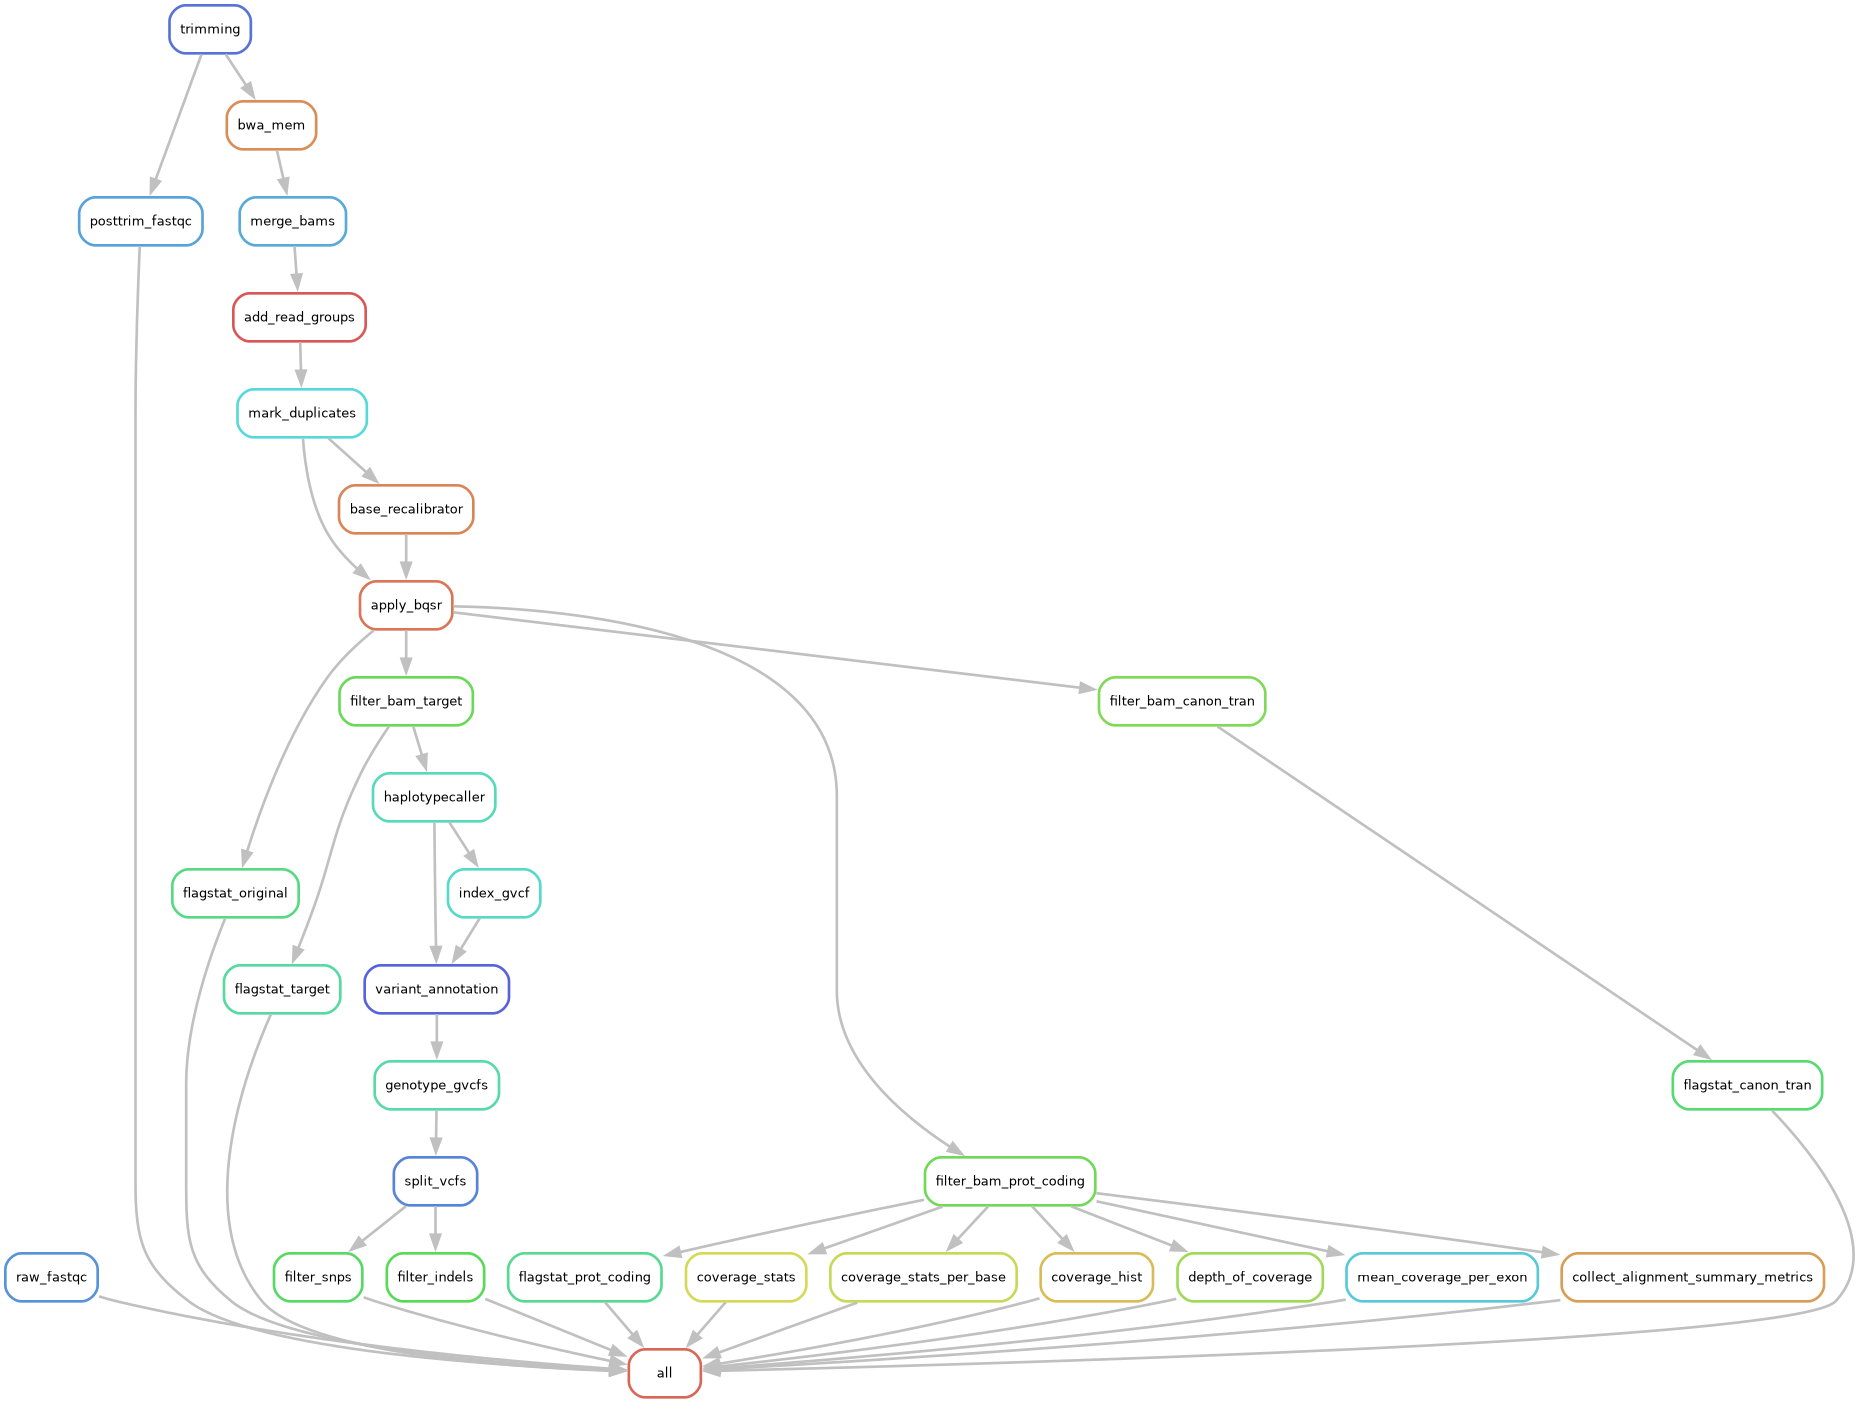 trimming
bwa_mem
posttrim_fastqc
merge_bams
add_read_groups
mark_duplicates
base_recalibrator
apply_bqsr
filter_bam_target
filter_bam_canon_tran
haplotypecaller
flagstat_original
index_gvcf
flagstat_target
variant_annotation
genotype_gvcfs
flagstat_canon_tran
split_vcfs
filter_bam_prot_coding
raw_fastqc
filter_snps
filter_indels
flagstat_prot_coding
coverage_stats
coverage_stats_per_base
coverage_hist
depth_of_coverage
mean_coverage_per_exon
collect_alignment_summary_metrics
all